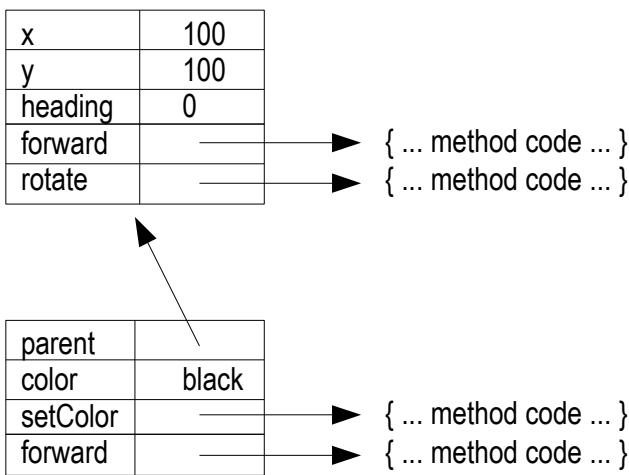 x 100
y 100
heading 0
forward { ... method code ... }
rotate { ... method code ... }
parent
color black
setColor { ... method code ... }
forward { ... method code ... }